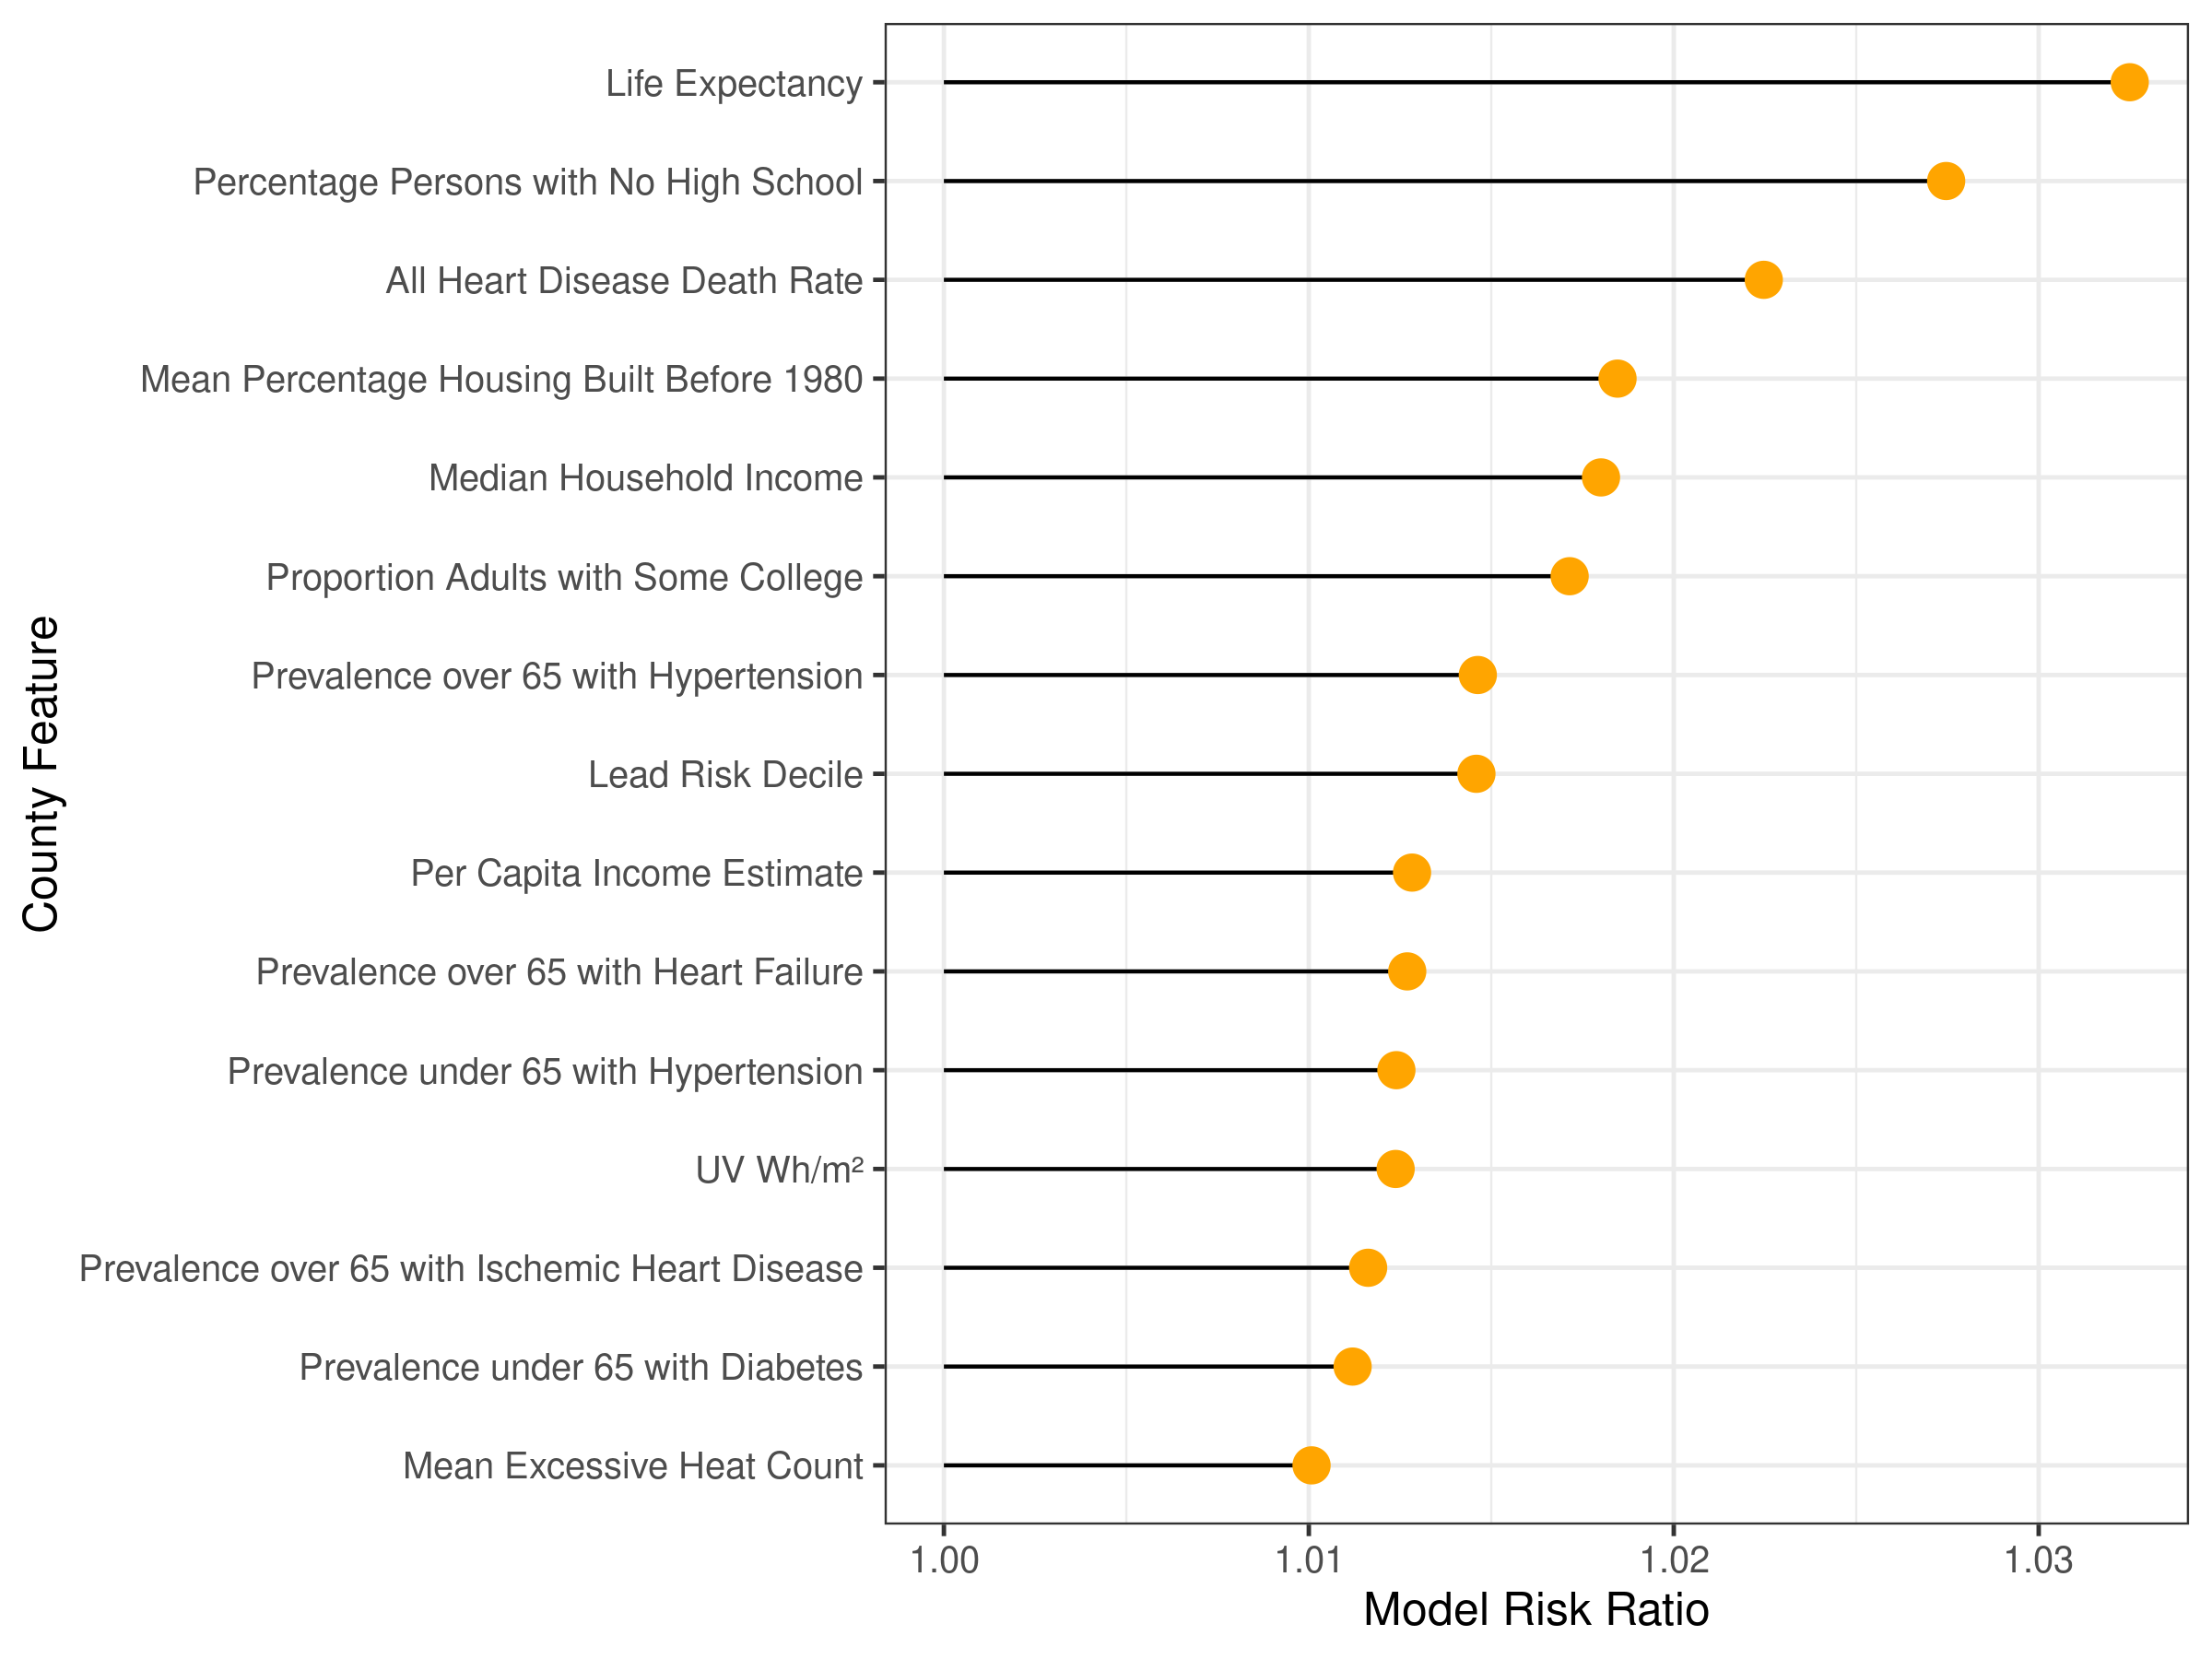 County Feature
Life Expectancy
Percentage Persons with No High School
All Heart Disease Death Rate
Mean Percentage Housing Built Before 1980
Median Household Income
Proportion Adults with Some College
Prevalence over 65 with Hypertension
Lead Risk Decile
Per Capita Income Estimate
Prevalence over 65 with Heart Failure
Prevalence under 65 with Hypertension
UV Wh/m²
Prevalence over 65 with Ischemic Heart Disease
Prevalence under 65 with Diabetes
Mean Excessive Heat Count
1.00 1.01 1.02 1.03
Model Risk Ratio